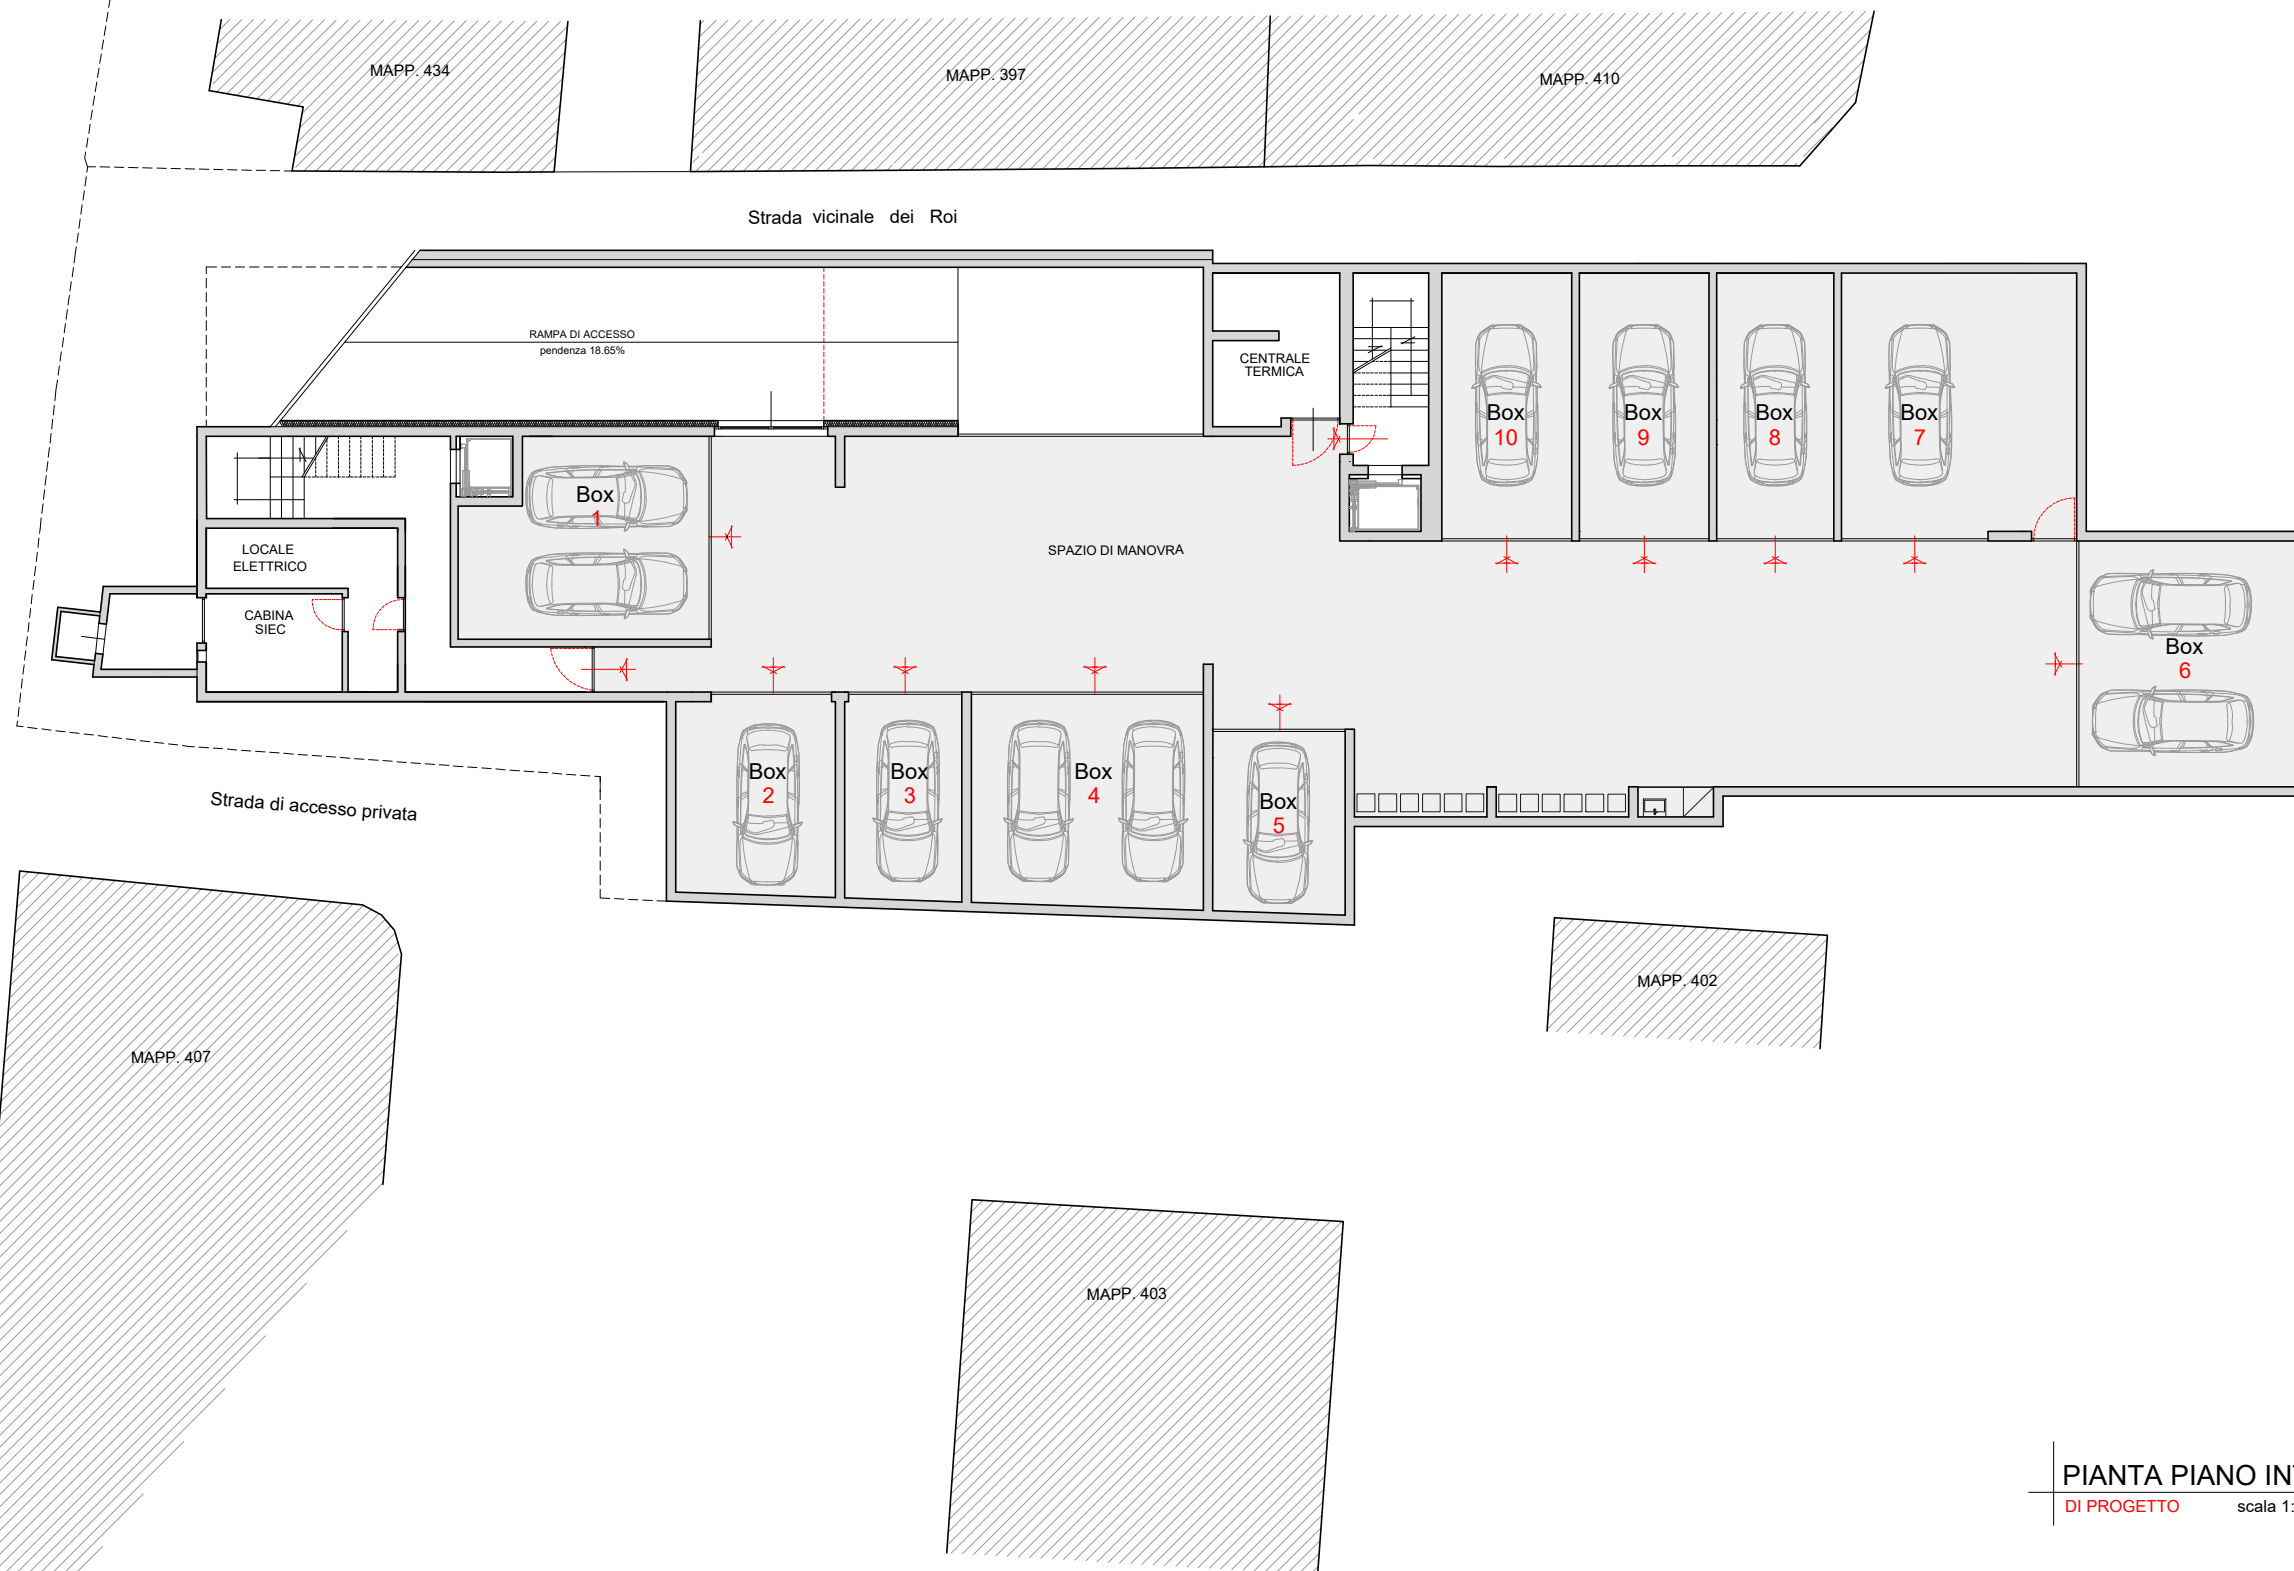 MAPP. 434
MAPP. 397
MAPP. 410
Strada vicinale dei Roi
RAMPA DI ACCESSO
pendenza 18.65%
CENTRALE
TERMICA
Box
10
Box
9
Box
8
Box
7
Box
1
LOCALE
ELETTRICO
SPAZIO DI MANOVRA
CABINA
SIEC
Box
6
Box
2
Box
3
Box
4
Box
5
Strada di accesso privata
MAPP. 402
MAPP. 407
MAPP. 403
PIANTA PIANO IN
DI PROGETTO scala 1: